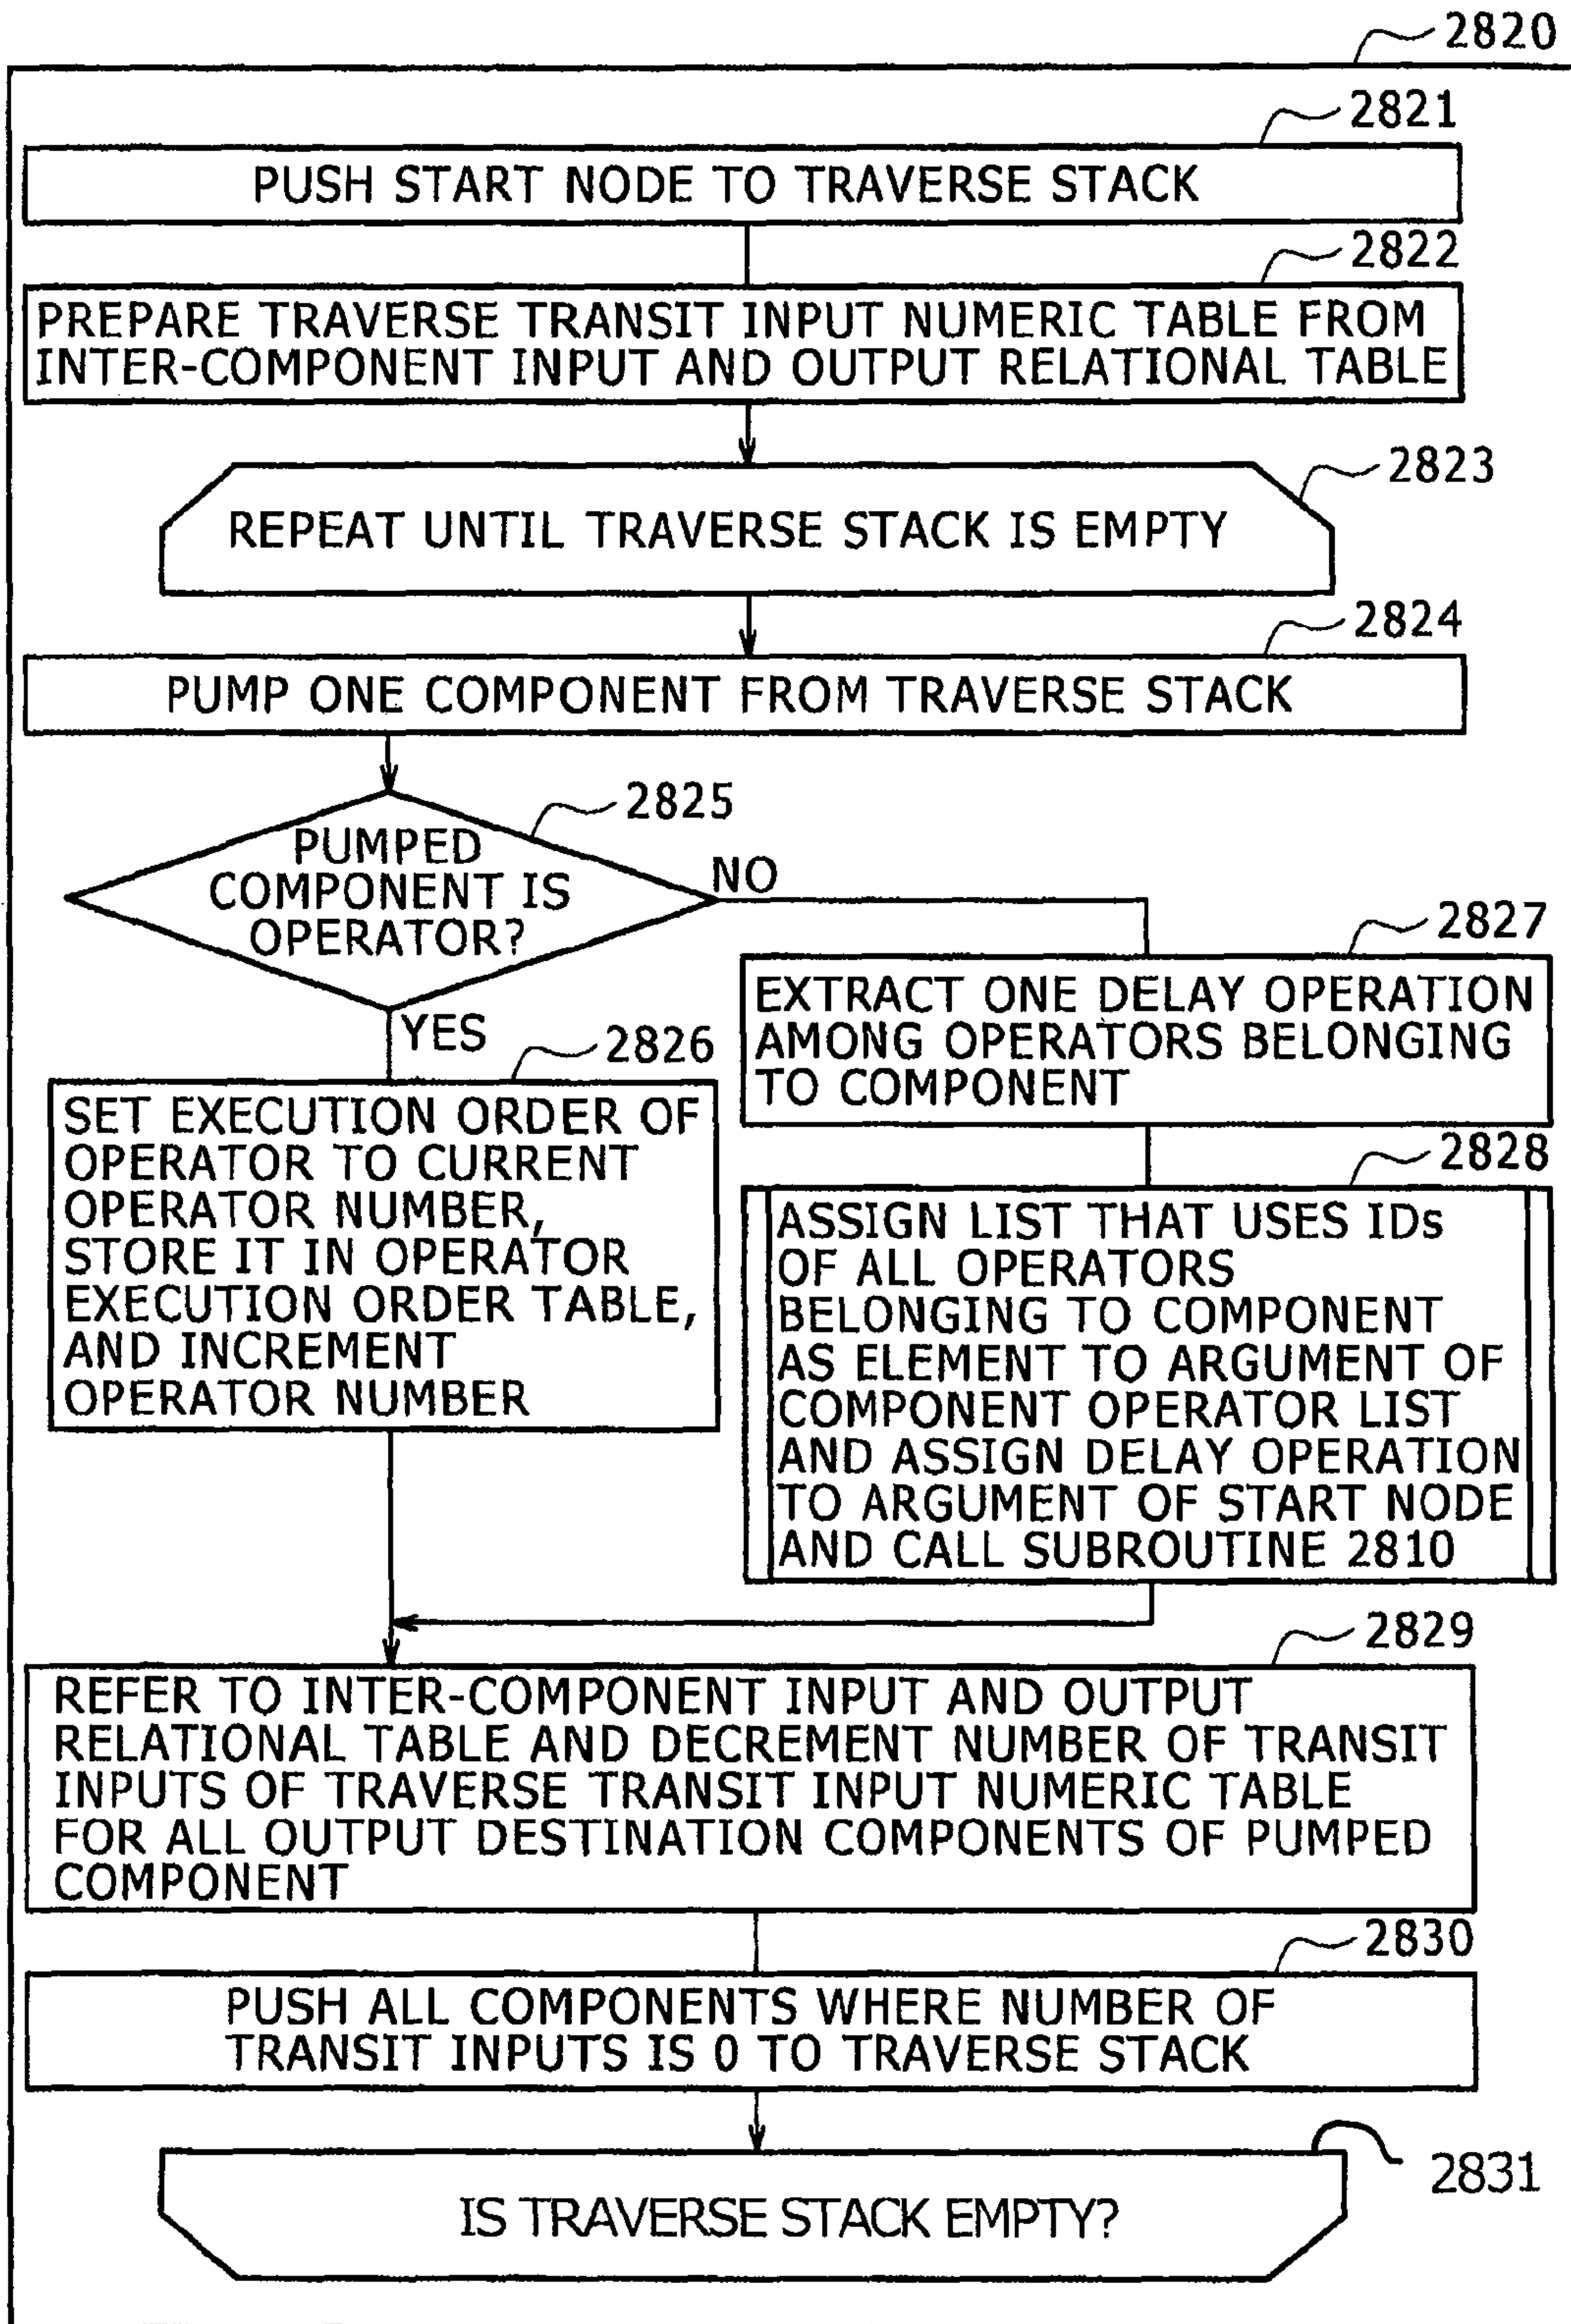 2820
2821
PUSH START NODE TO TRAVERSE STACK
2822
PREPARE TRAVERSE TRANSIT INPUT NUMERIC TABLE FROM
INTER-COMPONENT INPUT AND OUTPUT RELATIONAL TABLE
2823
REPEAT UNTIL TRAVERSE STACK IS EMPTY
2824
PUMP ONE COMPONENT FROM TRAVERSE STACK
2825
PUMPED
COMPONENT IS
OPERATOR?
NO
YES
2826
SET EXECUTION ORDER OF
OPERATOR TO CURRENT
OPERATOR NUMBER,
STORE IT IN OPERATOR
EXECUTION ORDER TABLE,
AND INCREMENT
OPERATOR NUMBER
2827
EXTRACT ONE DELAY OPERATION
AMONG OPERATORS BELONGING
TO COMPONENT
2828
ASSIGN LIST THAT USES IDs
OF ALL OPERATORS
BELONGING TO COMPONENT
AS ELEMENT TO ARGUMENT OF
COMPONENT OPERATOR LIST
AND ASSIGN DELAY OPERATION
TO ARGUMENT OF START NODE
AND CALL SUBROUTINE 2810
2829
REFER TO INTER-COMPONENT INPUT AND OUTPUT
RELATIONAL TABLE AND DECREMENT NUMBER OF TRANSIT
INPUTS OF TRAVERSE TRANSIT INPUT NUMERIC TABLE
FOR ALL OUTPUT DESTINATION COMPONENTS OF PUMPED
COMPONENT
2830
PUSH ALL COMPONENTS WHERE NUMBER OF
TRANSIT INPUTS IS 0 TO TRAVERSE STACK
2831
IS TRAVERSE STACK EMPTY?